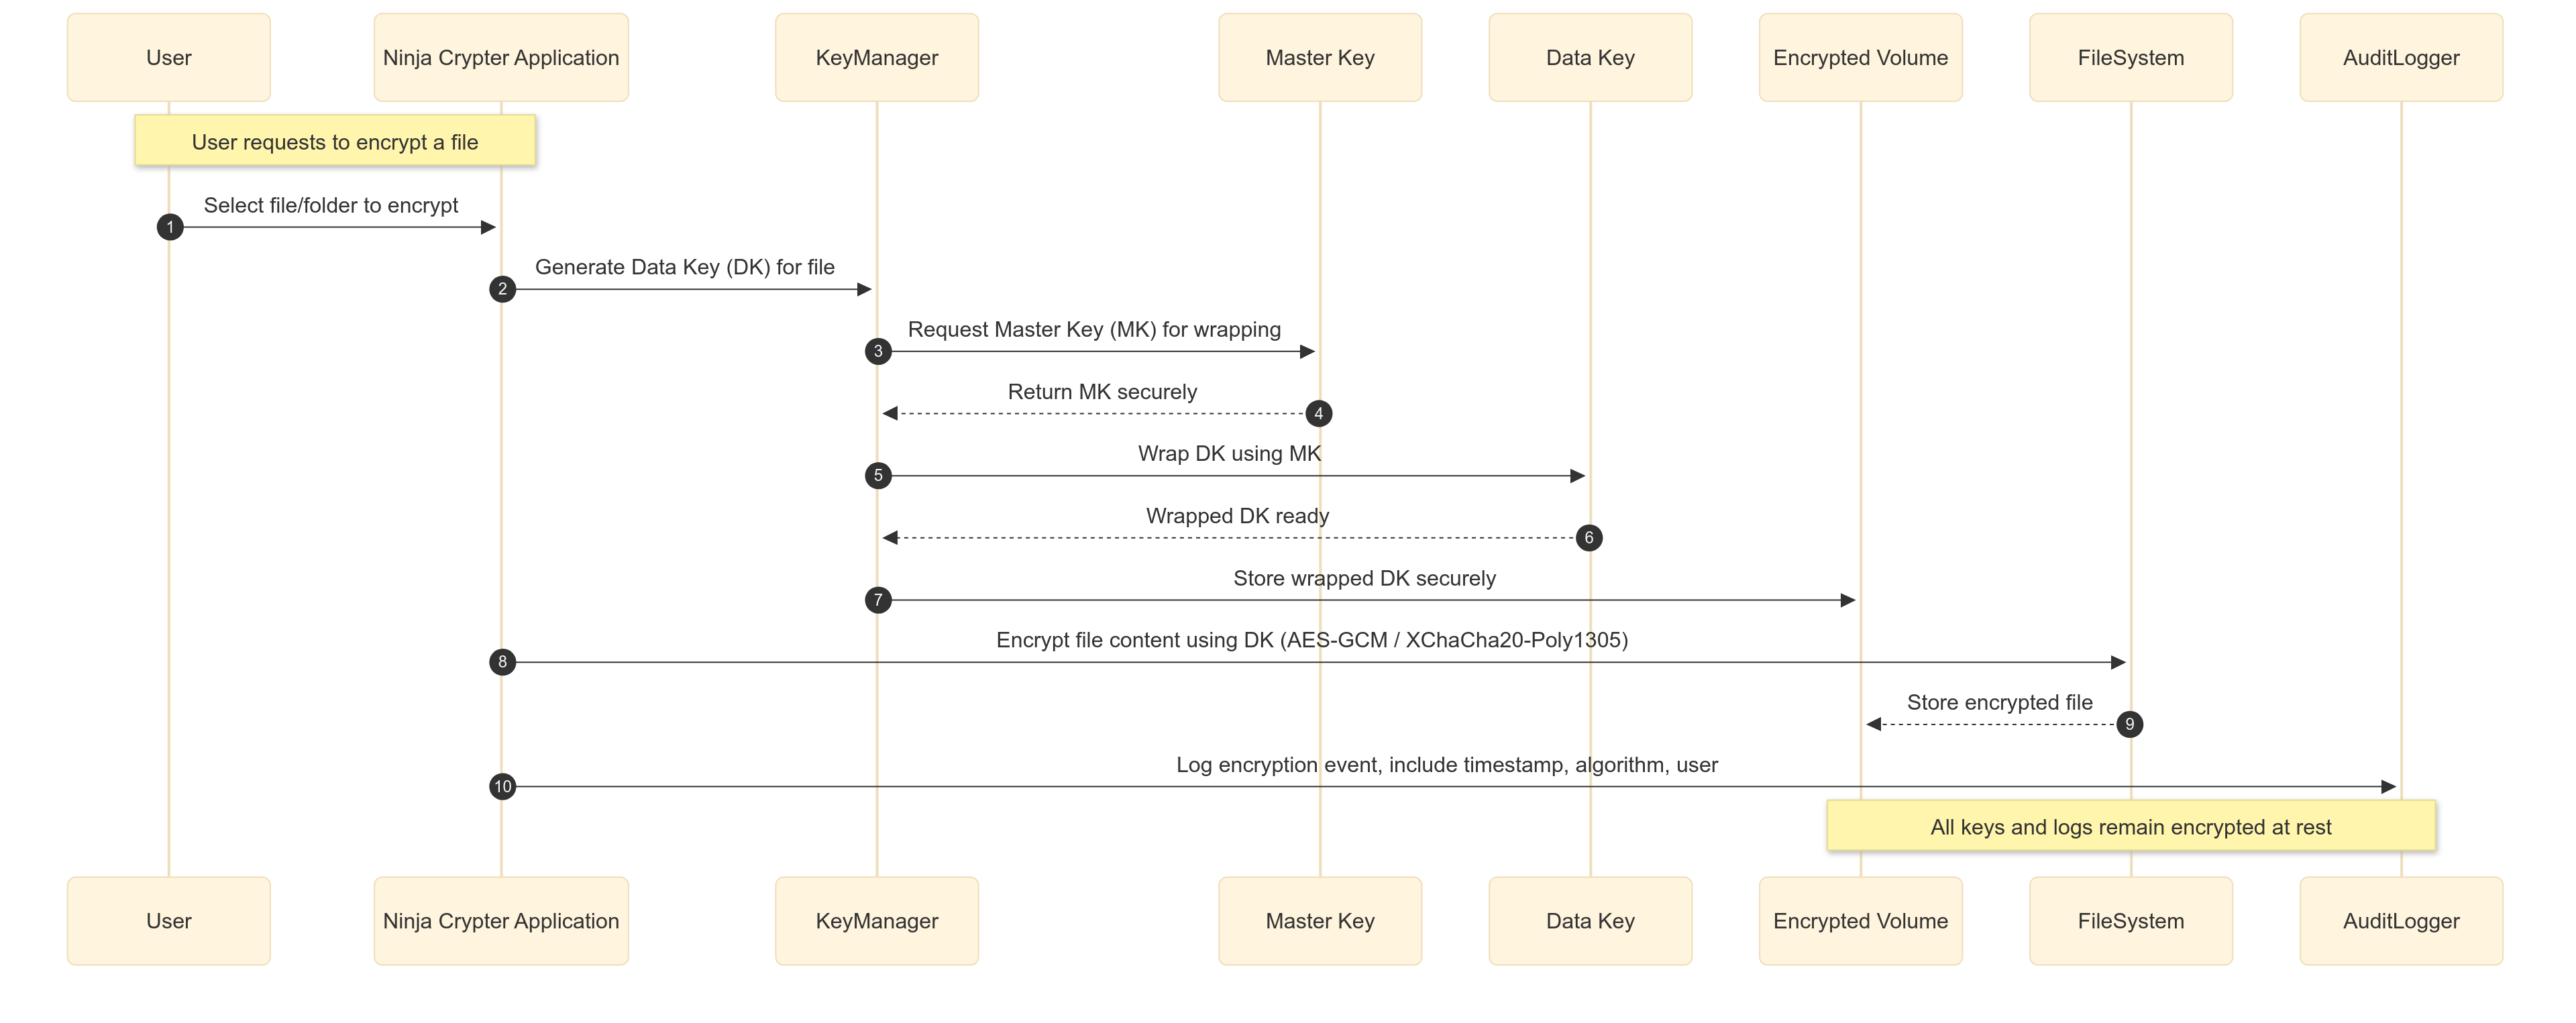 User
Ninja Crypter Application
KeyManager
Master Key
Data Key
Encrypted Volume
FileSystem
AuditLogger
User requests to encrypt a file
Select file/folder to encrypt
1
Generate Data Key (DK) for file
2
Request Master Key (MK) for wrapping
3
Return MK securely
4
Wrap DK using MK
5
Wrapped DK ready
6
Store wrapped DK securely
7
Encrypt file content using DK (AES-GCM / XChaCha20-Poly1305)
8
Store encrypted file
9
Log encryption event, include timestamp, algorithm, user
10
All keys and logs remain encrypted at rest
User
Ninja Crypter Application
KeyManager
Master Key
Data Key
Encrypted Volume
FileSystem
AuditLogger